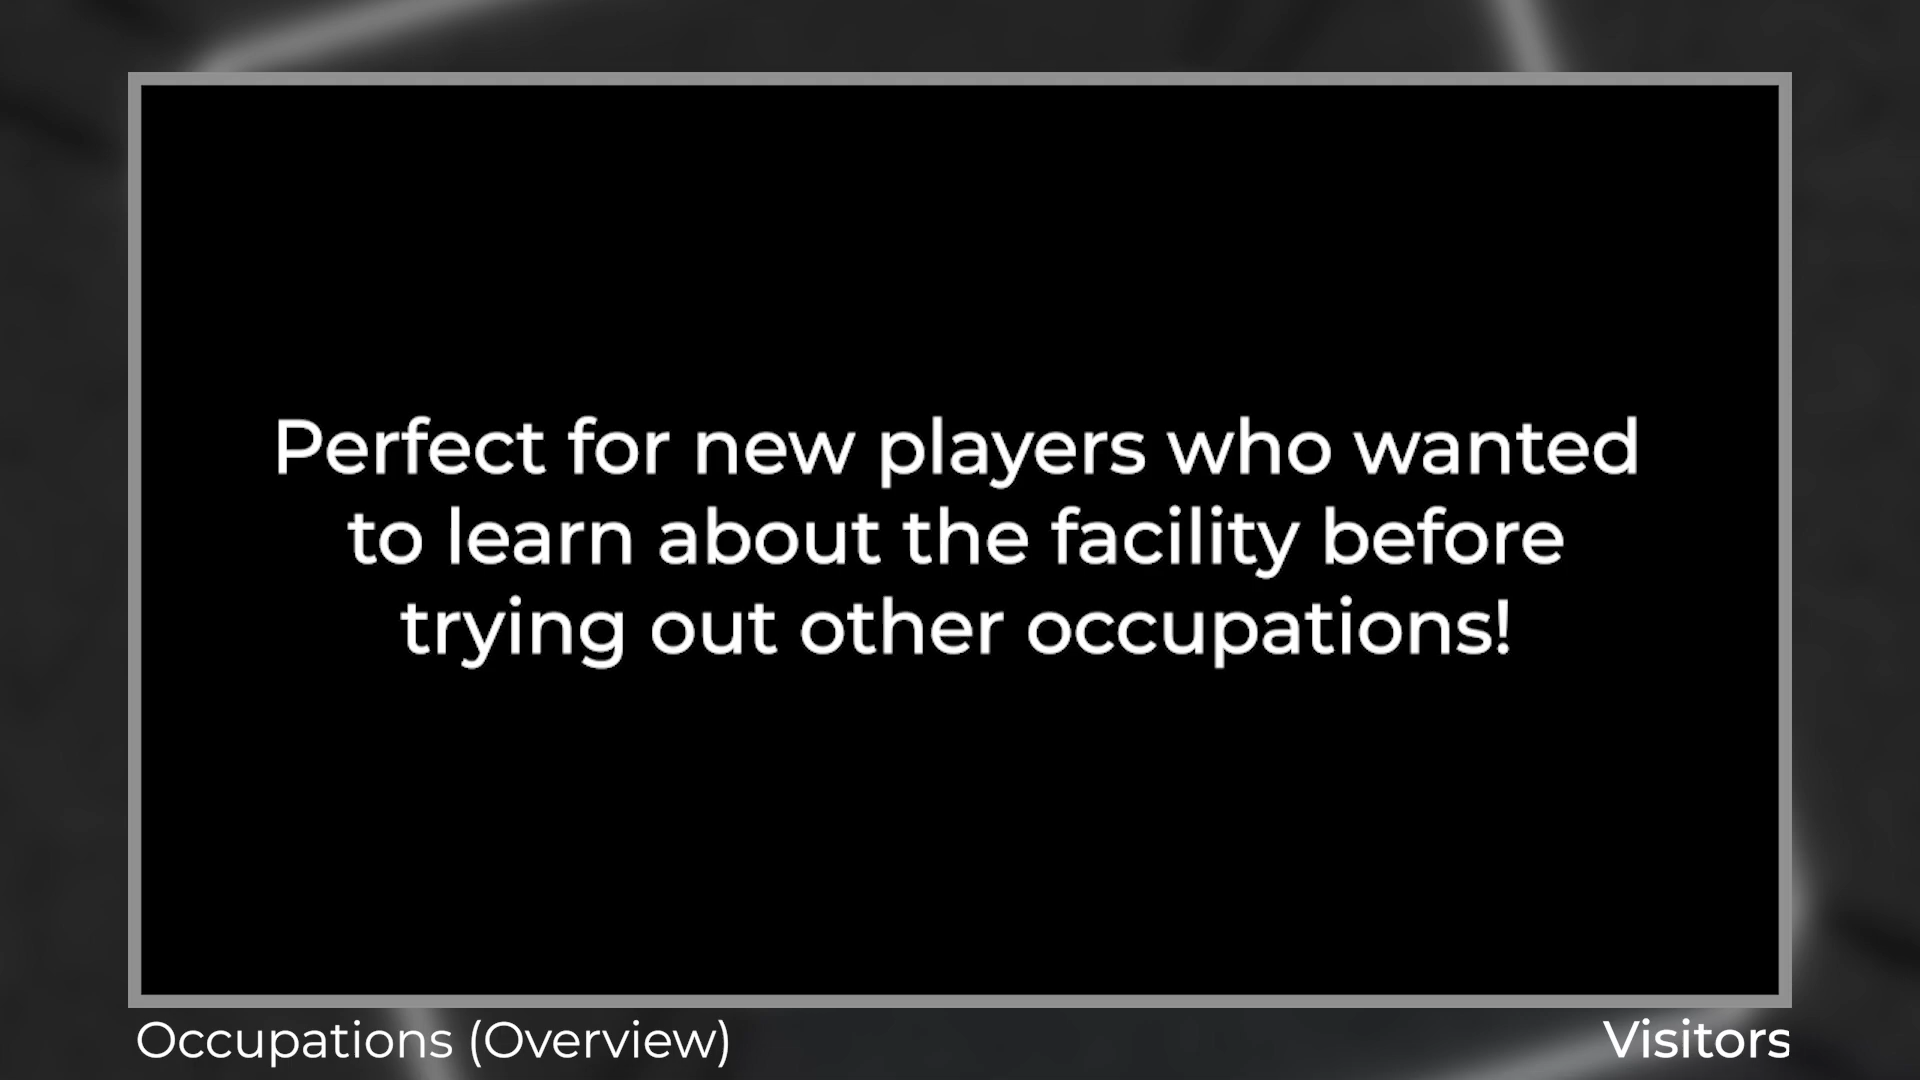 Perfect for new players who wanted
to learn about the facility before
trying out other occupations!
Occupations (Overview)
Visitors